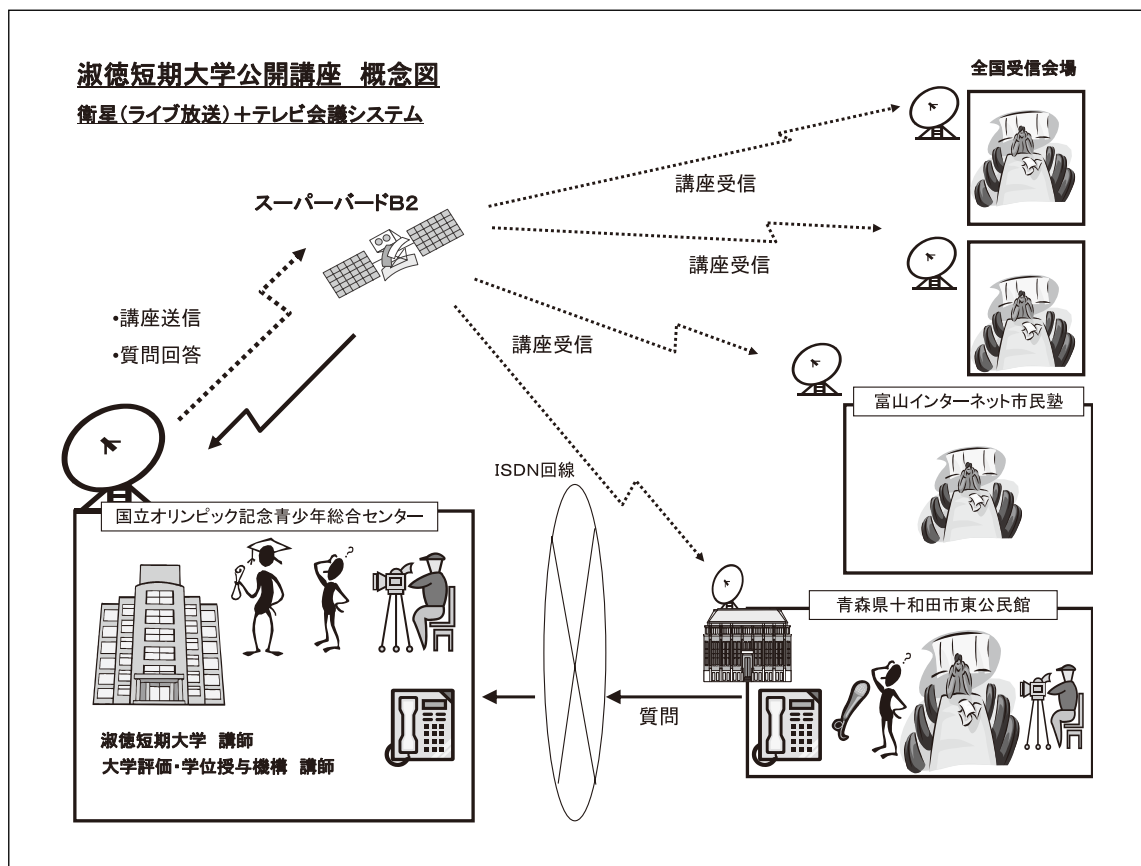 淑徳短期大学公開講座 概念図
衛星(ライブ放送)+テレビ会議システム
全国受信会場
スーパーバードB2
講座受信
講座受信
講座受信
・講座送信
・質問回答
富山インターネット市民塾
ISDN回線
国立オリンピック記念青少年総合センター
青森県十和田市東公民館
質問
淑徳短期大学 講師
大学評価・学位授与機構 講師